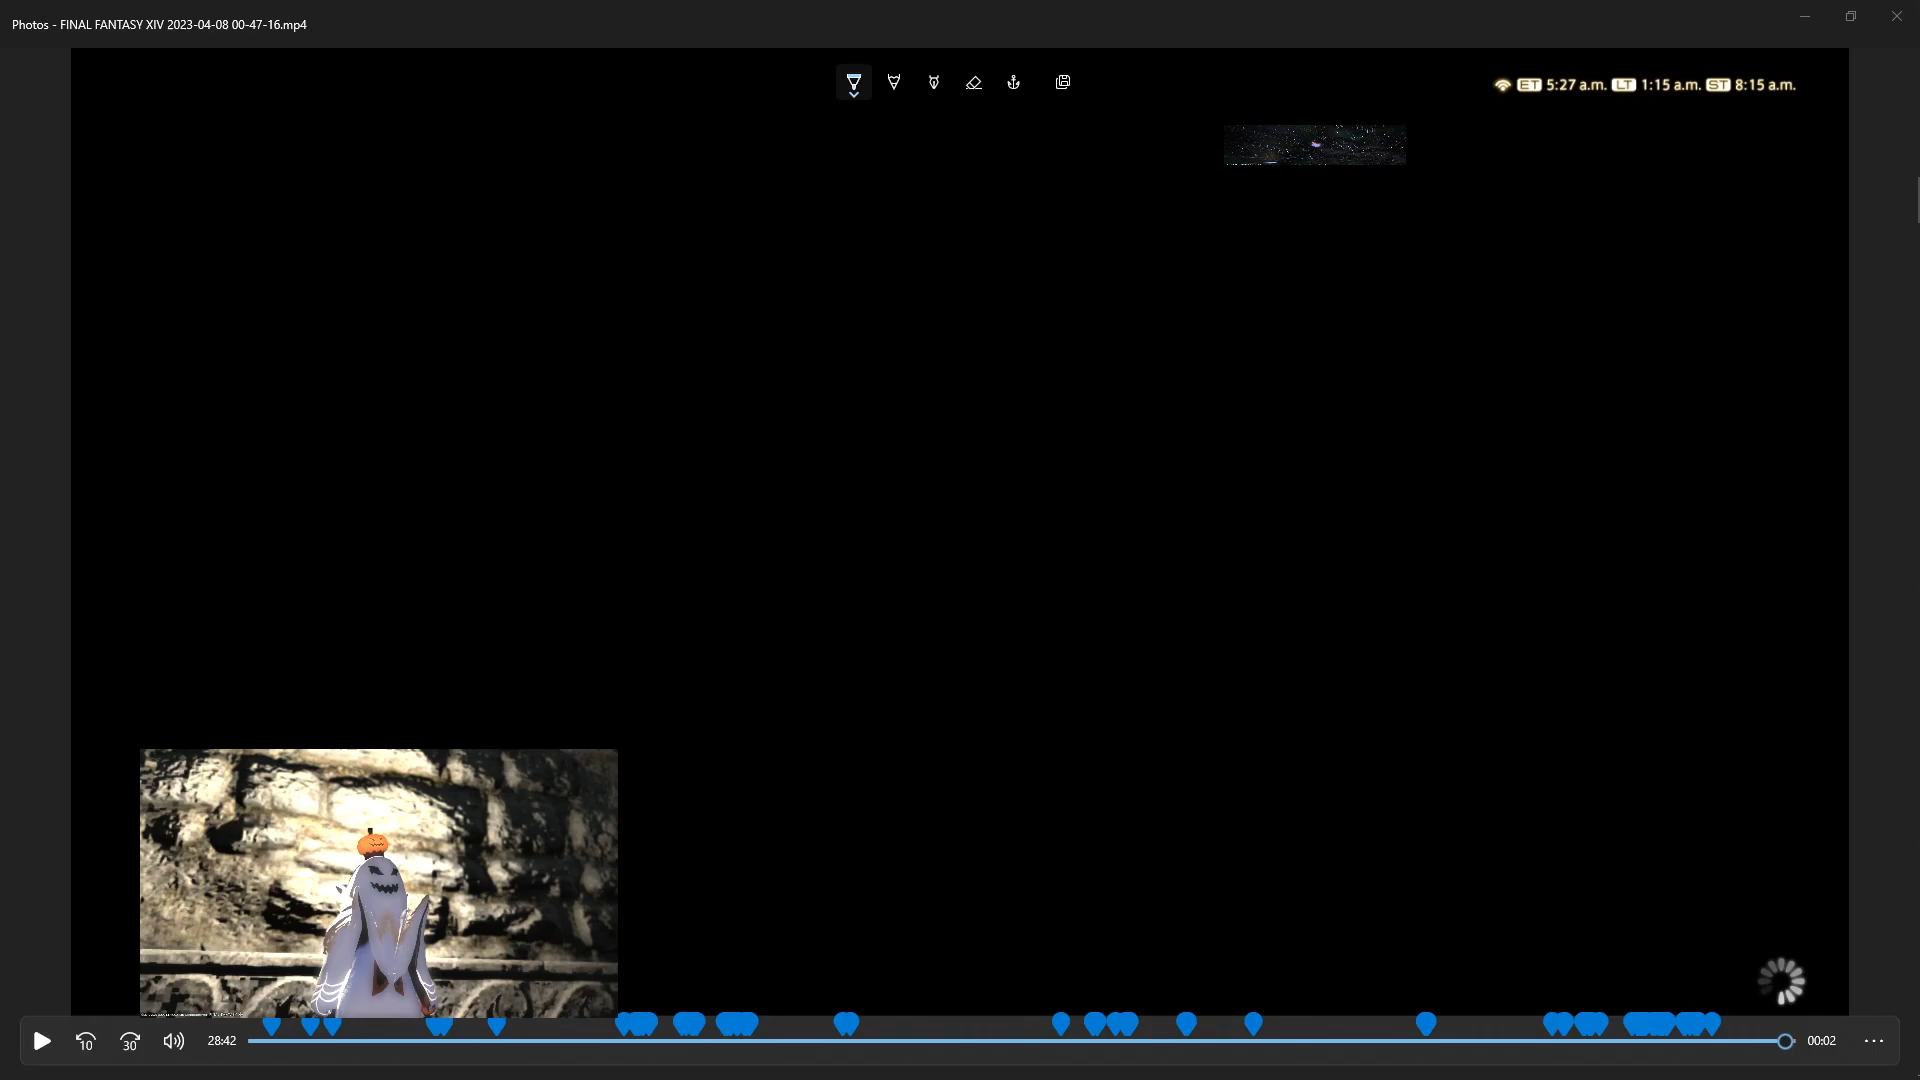 Photos - FINAL FANTASY XIV 2023-04-08 00-47-16.mp4
ET 5:27 a.m. LT 1:15 a.m. ST 8:15 a.m.
10 30 28:42 00:02